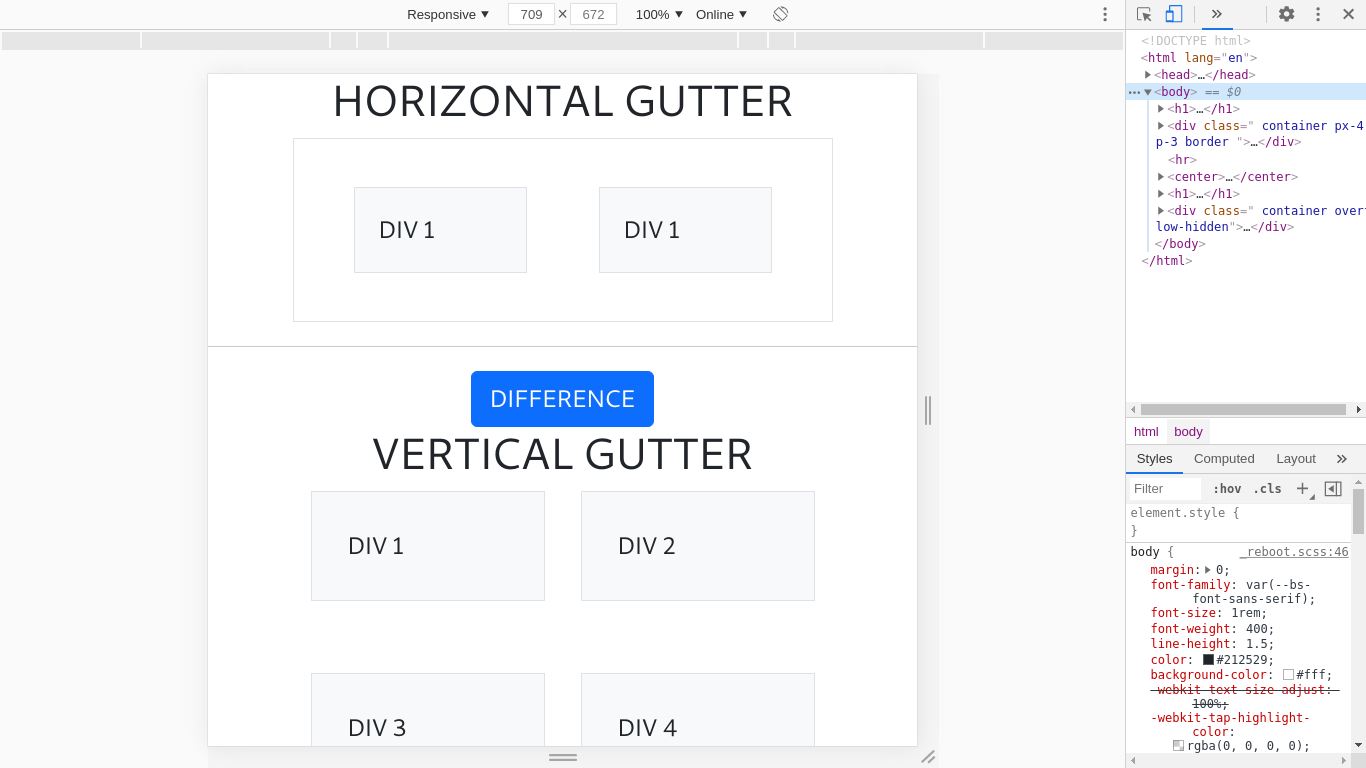 Responsive ▼ 709 × 672 100% ▼ Online ▼
HORIZONTAL GUTTER
DIV 1 DIV 1
DIFFERENCE
VERTICAL GUTTER
DIV 1 DIV 2
DIV 3 DIV 4
<!DOCTYPE html>
<html lang="en">
<head>…</head>
<body> == $0
<h1>…</h1>
<div class=" container px-4
p-3 border ">…</div>
<hr>
<center>…</center>
<h1>…</h1>
<div class=" container over
low-hidden">…</div>
</body>
</html>
html body
Styles Computed Layout
Filter :hov .cls
element.style {
}
body { _reboot.scss:46
margin: 0;
font-family: var(--bs-
font-sans-serif);
font-size: 1rem;
font-weight: 400;
line-height: 1.5;
color: #212529;
background-color: #fff;
-webkit-text-size-adjust:
100%;
-webkit-tap-highlight-
color:
rgba(0, 0, 0, 0);